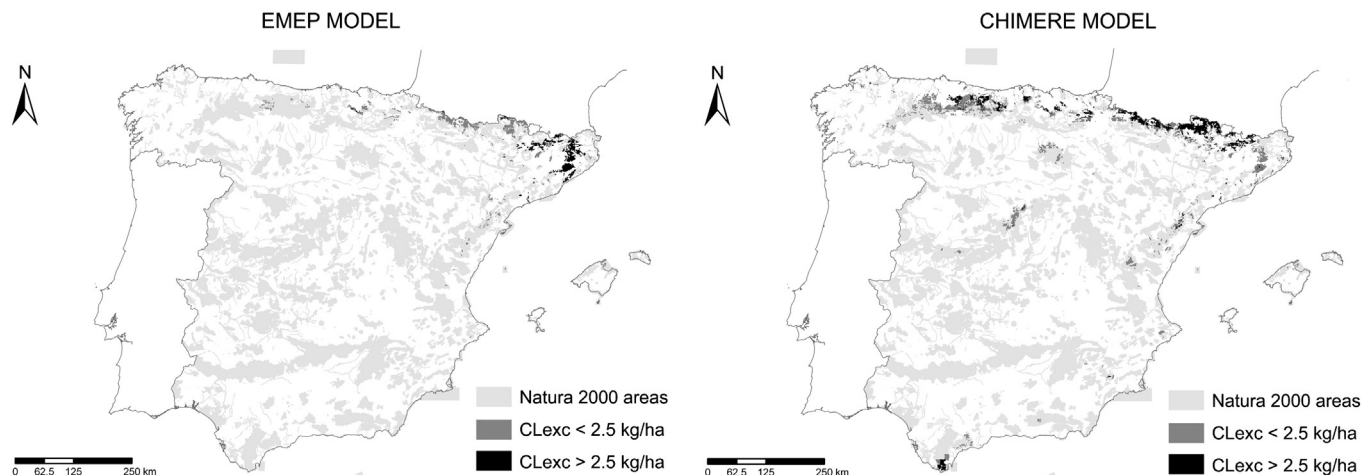 EMEP MODEL
N
Natura 2000 areas
CLexc < 2.5 kg/ha
CLexc > 2.5 kg/ha
0 62.5 125 250 km
CHIMERE MODEL
N
Natura 2000 areas
CLexc < 2.5 kg/ha
CLexc > 2.5 kg/ha
0 62.5 125 250 km